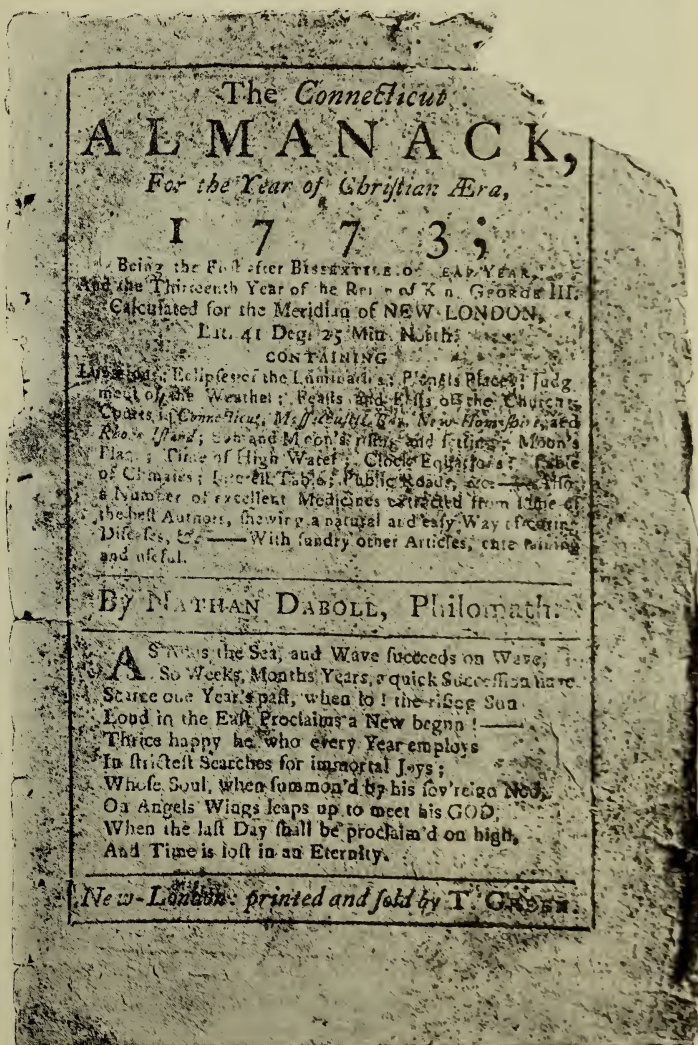 The Connecticut
ALMANACK,
For the Year of Chriſtian Æra,
1773;
Being the Firſt after BISSEXTILE or LEAP YEAR,
And the Thirteenth Year of the Reign of King GEORGE III.
Calculated for the Meridian of NEW-LONDON,
Lat. 41 Deg. 25 Min. North;
CONTAINING
Eclipſes of the Luminaries; Planets Places; Judg
ment of the Weather; Feaſts and Faſts of the Church;
Courts in Connecticut, New-Hampſhire, and
Rhode Iſland; Sun and Moon's riſing and ſetting; Moon's
Place; Time of High Water; Clock Table
of Climates; Intereſt Table; Public Roads, &c.
a Number of excellent Medicines extracted from ſome of
the beſt Authors, ſhewing a natural and eaſy Way of curing
Diſeaſes, &c——With ſundry other Articles, entertaining
and uſeful.
By NATHAN DABOLL, Philomath.
AS the Sea, and Wave ſucceeds on Wave,
So Weeks, Months Years, a quick Succeſſion have.
Scarce one Year's paſt, when lo! the riſing Sun
Loud in the Eaſt Proclaims a New begun!——
Thrice happy he who every Year employs
In ſtricteſt Searches for immortal Joys;
Whoſe Soul, when ſummon'd by his ſov'reign Nod,
On Angels Wings leaps up to meet his GOD;
When the laſt Day ſhall be proclaim'd on high,
And Time is loſt in an Eternity.
New-London: printed and ſold by T. GREEN.